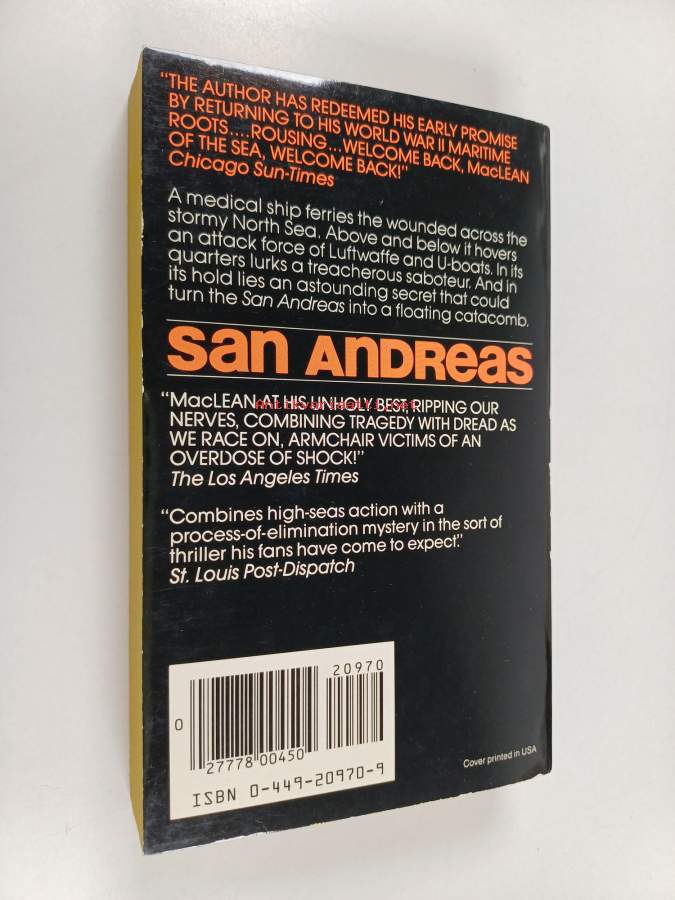 "THE AUTHOR HAS REDEEMED HIS EARLY PROMISE
BY RETURNING TO HIS WORLD WAR II MARITIME
ROOTS....ROUSING...WELCOME BACK, MacLEAN
OF THE SEA, WELCOME BACK!"
Chicago Sun-Times
A medical ship ferries the wounded across the
stormy North Sea. Above and below it hovers
an attack force of Luftwaffe and U-boats. In its
quarters lurks a treacherous saboteur. And in
its hold lies an astounding secret that could
turn the San Andreas into a floating catacomb.
San ANDReas
"MacLEAN AT HIS UNHOLY BEST, RIPPING OUR
NERVES, COMBINING TRAGEDY WITH DREAD AS
WE RACE ON, ARMCHAIR VICTIMS OF AN
OVERDOSE OF SHOCK!"
The Los Angeles Times
"Combines high-seas action with a
process-of-elimination mystery in the sort of
thriller his fans have come to expect."
St. Louis Post-Dispatch
20970
0
27778 00450
ISBN 0-449-20970-9
Cover printed in USA